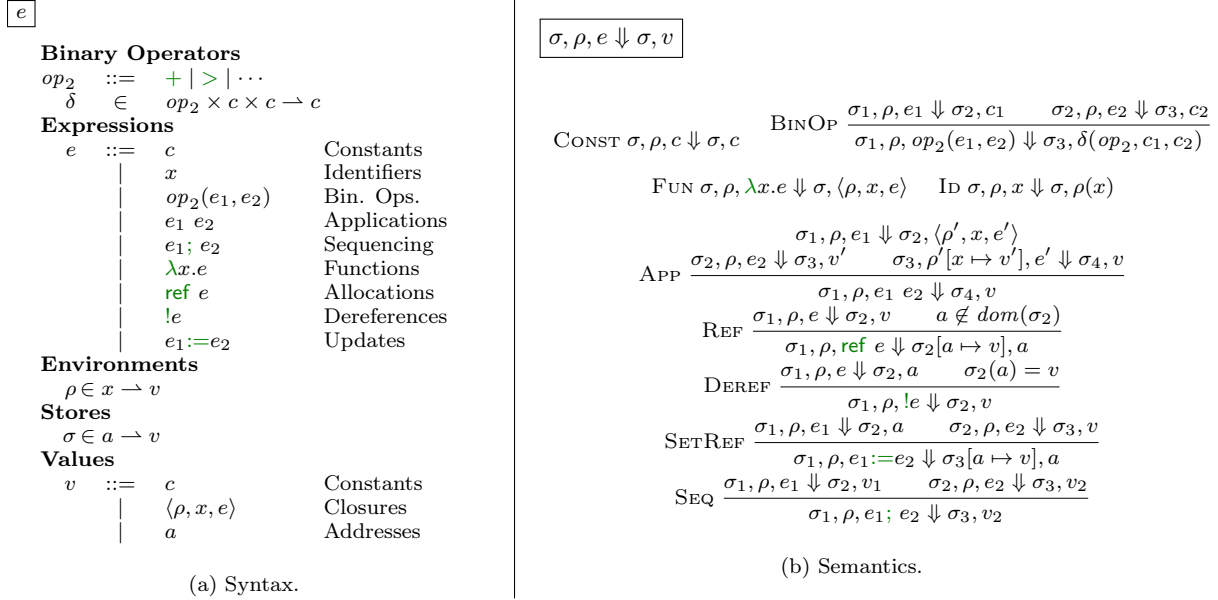 e
Binary Operators
op₂ ::= + | > | ⋯
δ ∈ op₂ × c × c ⇀ c
Expressions
e ::= c Constants
| x Identifiers
| op₂(e₁, e₂) Bin. Ops.
| e₁ e₂ Applications
| e₁; e₂ Sequencing
| λx.e Functions
| ref e Allocations
| !e Dereferences
| e₁:=e₂ Updates
Environments
ρ ∈ x ⇀ v
Stores
σ ∈ a ⇀ v
Values
v ::= c Constants
| ⟨ρ, x, e⟩ Closures
| a Addresses
(a) Syntax.
σ, ρ, e ⇓ σ, v
CONST σ, ρ, c ⇓ σ, c
σ₁, ρ, e₁ ⇓ σ₂, c₁ σ₂, ρ, e₂ ⇓ σ₃, c₂
BINOP
σ₁, ρ, op₂(e₁, e₂) ⇓ σ₃, δ(op₂, c₁, c₂)
FUN σ, ρ, λx.e ⇓ σ, ⟨ρ, x, e⟩ ID σ, ρ, x ⇓ σ, ρ(x)
σ₁, ρ, e₁ ⇓ σ₂, ⟨ρ′, x, e′⟩
σ₂, ρ, e₂ ⇓ σ₃, v′ σ₃, ρ′[x ↦ v′], e′ ⇓ σ₄, v
APP
σ₁, ρ, e₁ e₂ ⇓ σ₄, v
σ₁, ρ, e ⇓ σ₂, v a ∉ dom(σ₂)
REF
σ₁, ρ, ref e ⇓ σ₂[a ↦ v], a
σ₁, ρ, e ⇓ σ₂, a σ₂(a) = v
DEREF
σ₁, ρ, !e ⇓ σ₂, v
σ₁, ρ, e₁ ⇓ σ₂, a σ₂, ρ, e₂ ⇓ σ₃, v
SETREF
σ₁, ρ, e₁:=e₂ ⇓ σ₃[a ↦ v], a
σ₁, ρ, e₁ ⇓ σ₂, v₁ σ₂, ρ, e₂ ⇓ σ₃, v₂
SEQ
σ₁, ρ, e₁; e₂ ⇓ σ₃, v₂
(b) Semantics.